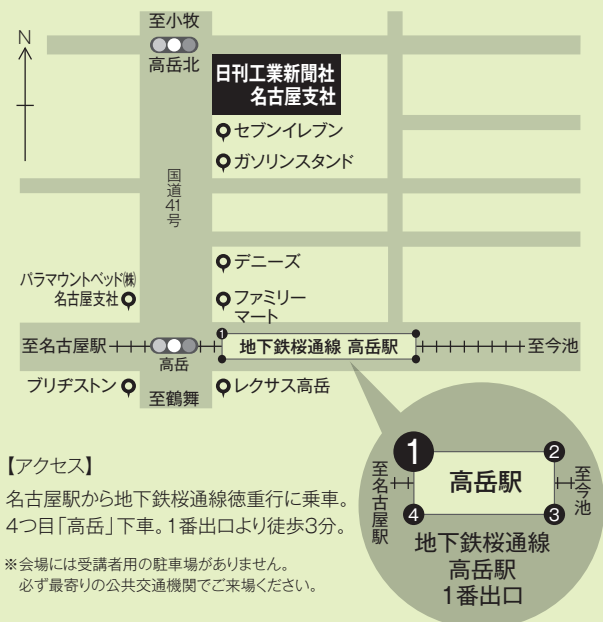 至小牧
N
高岳北
日刊工業新聞社
名古屋支社
セブンイレブン
ガソリンスタンド
国道41号
デニーズ
パラマウントベッド㈱
名古屋支社
ファミリー
マート
至名古屋駅
1
地下鉄桜通線 高岳駅
至今池
高岳
ブリヂストン
至鶴舞
レクサス高岳
1
2
至名古屋駅
高岳駅
至今池
4
3
地下鉄桜通線
高岳駅
1番出口
【アクセス】
名古屋駅から地下鉄桜通線徳重行に乗車。
4つ目「高岳」下車。1番出口より徒歩3分。
※会場には受講者用の駐車場がありません。
必ず最寄りの公共交通機関でご来場ください。